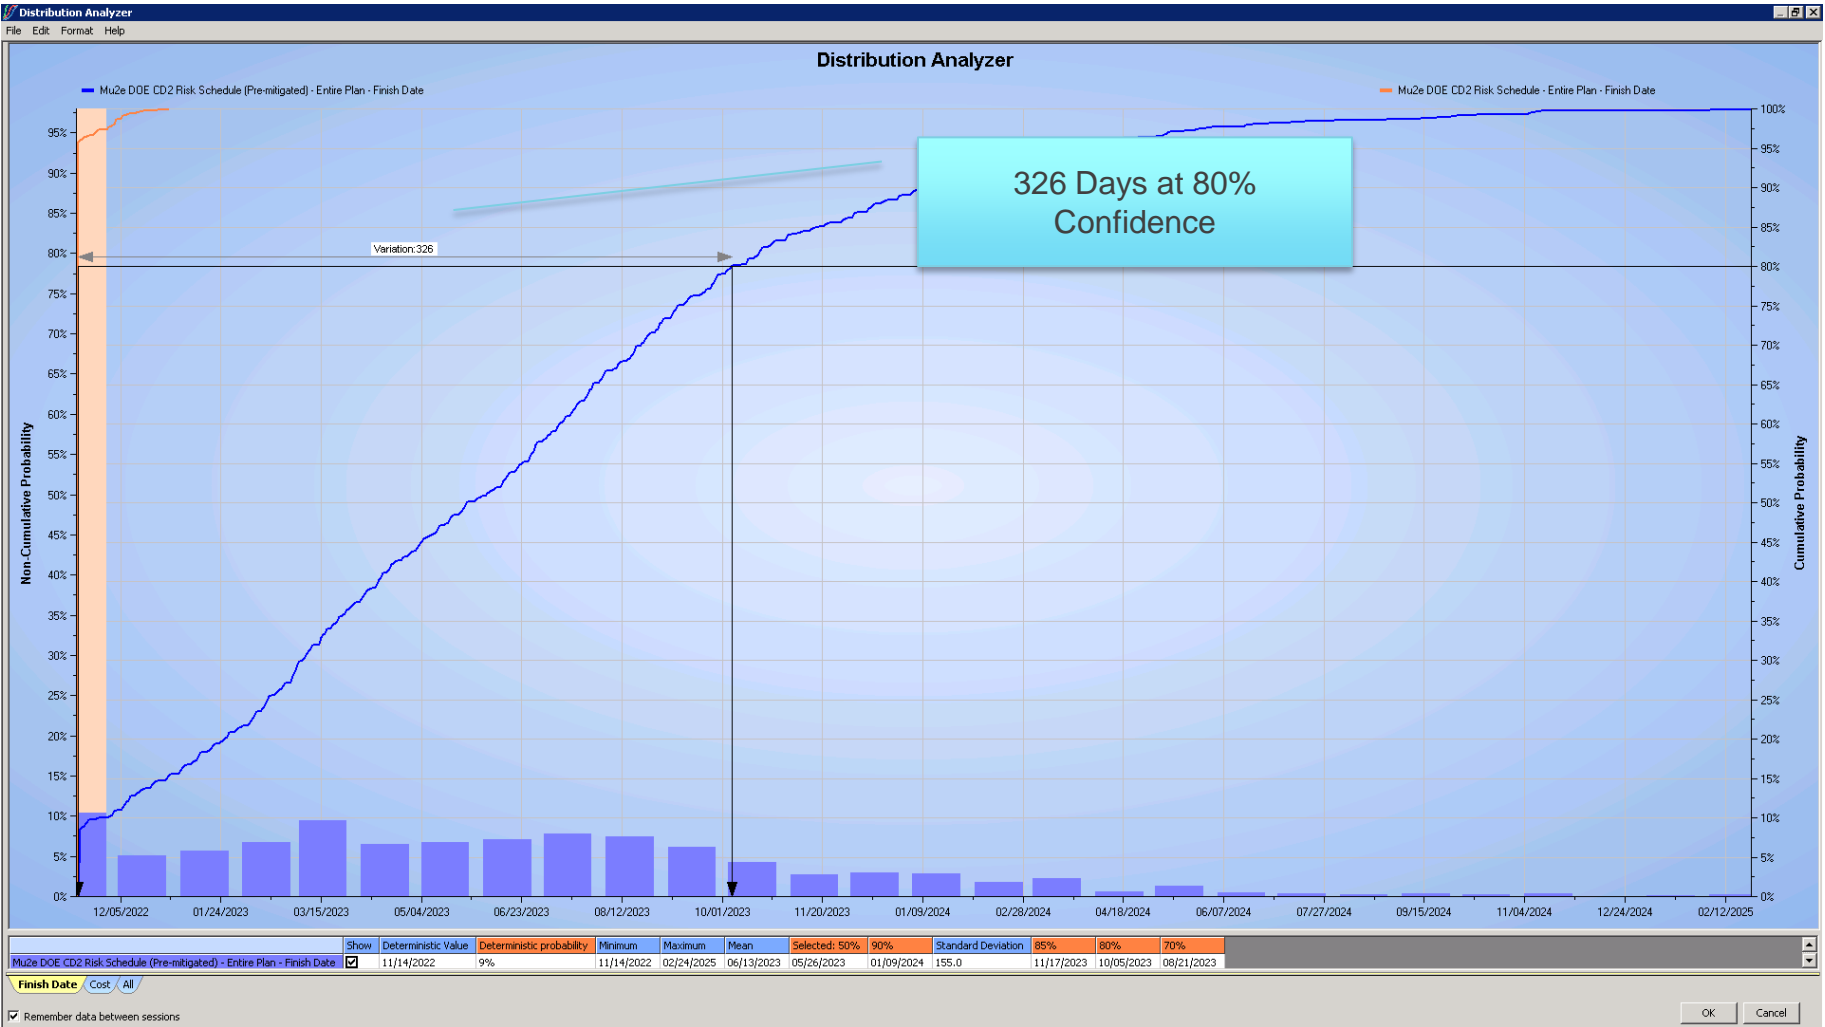 Distribution Analyzer
File Edit Format Help
Distribution Analyzer
Mu2e DOE CD2 Risk Schedule (Pre-mitigated) - Entire Plan - Finish Date
Mu2e DOE CD2 Risk Schedule - Entire Plan - Finish Date
326 Days at 80%
Confidence
Variation:326
Non-Cumulative Probability
95%
90%
85%
80%
75%
70%
65%
60%
55%
50%
45%
40%
35%
30%
25%
20%
15%
10%
5%
0%
100%
95%
90%
85%
80%
75%
70%
65%
60%
55%
50%
45%
40%
35%
30%
25%
20%
15%
10%
5%
0%
Cumulative Probability
12/05/2022 01/24/2023 03/15/2023 05/04/2023 06/23/2023 08/12/2023 10/01/2023 11/20/2023 01/09/2024 02/28/2024 04/18/2024 06/07/2024 07/27/2024 09/15/2024 11/04/2024 12/24/2024 02/12/2025
Show Deterministic Value Deterministic probability Minimum Maximum Mean Selected: 50% 90% Standard Deviation 85% 80% 70%
Mu2e DOE CD2 Risk Schedule (Pre-mitigated) - Entire Plan - Finish Date 11/14/2022 9% 11/14/2022 02/24/2025 06/13/2023 05/26/2023 01/09/2024 155.0 11/17/2023 10/05/2023 08/21/2023
Finish Date Cost All
Remember data between sessions
OK Cancel